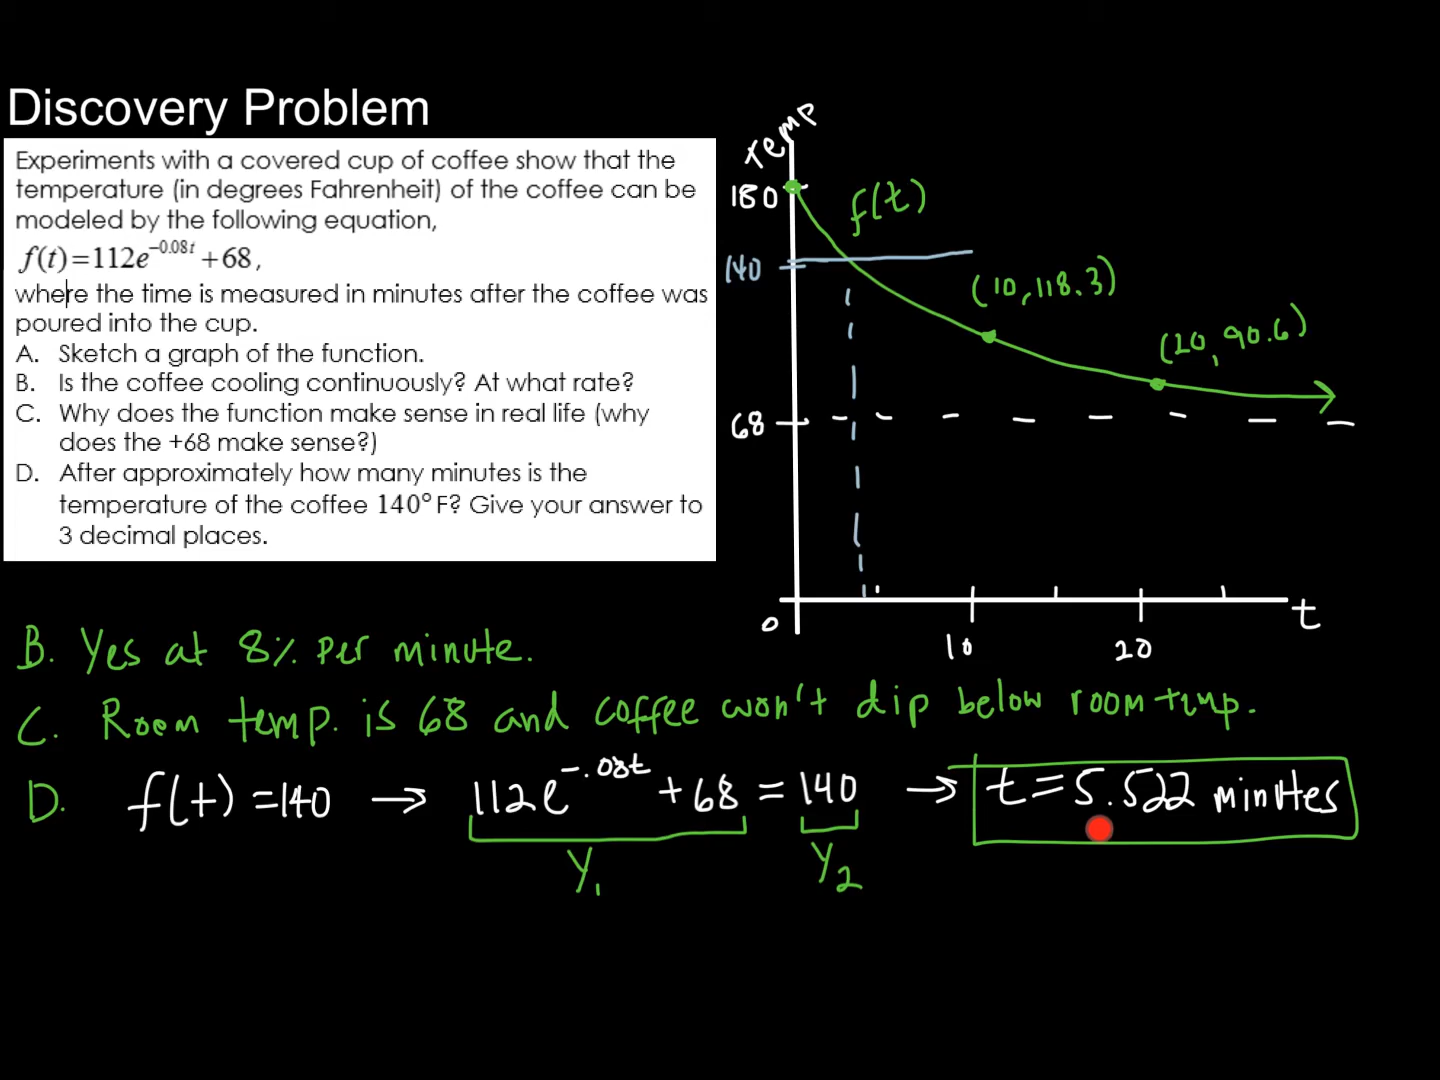 Discovery Problem
Experiments with a covered cup of coffee show that the
temperature (in degrees Fahrenheit) of the coffee can be
modeled by the following equation,
f(t)=112e^{-0.08t}+68,
where the time is measured in minutes after the coffee was
poured into the cup.
A. Sketch a graph of the function.
B. Is the coffee cooling continuously? At what rate?
C. Why does the function make sense in real life (why
does the +68 make sense?)
D. After approximately how many minutes is the
temperature of the coffee 140° F? Give your answer to
3 decimal places.
Temp
180
f(t)
140
(10, 118.3)
(20, 90.6)
68
0
10
20
t
B. Yes at 8% per minute.
C. Room temp. is 68 and coffee won't dip below room temp.
D. f(t) = 140 → 112e^{-.08t} + 68 = 140 → t = 5.522 minutes
Y₁ Y₂